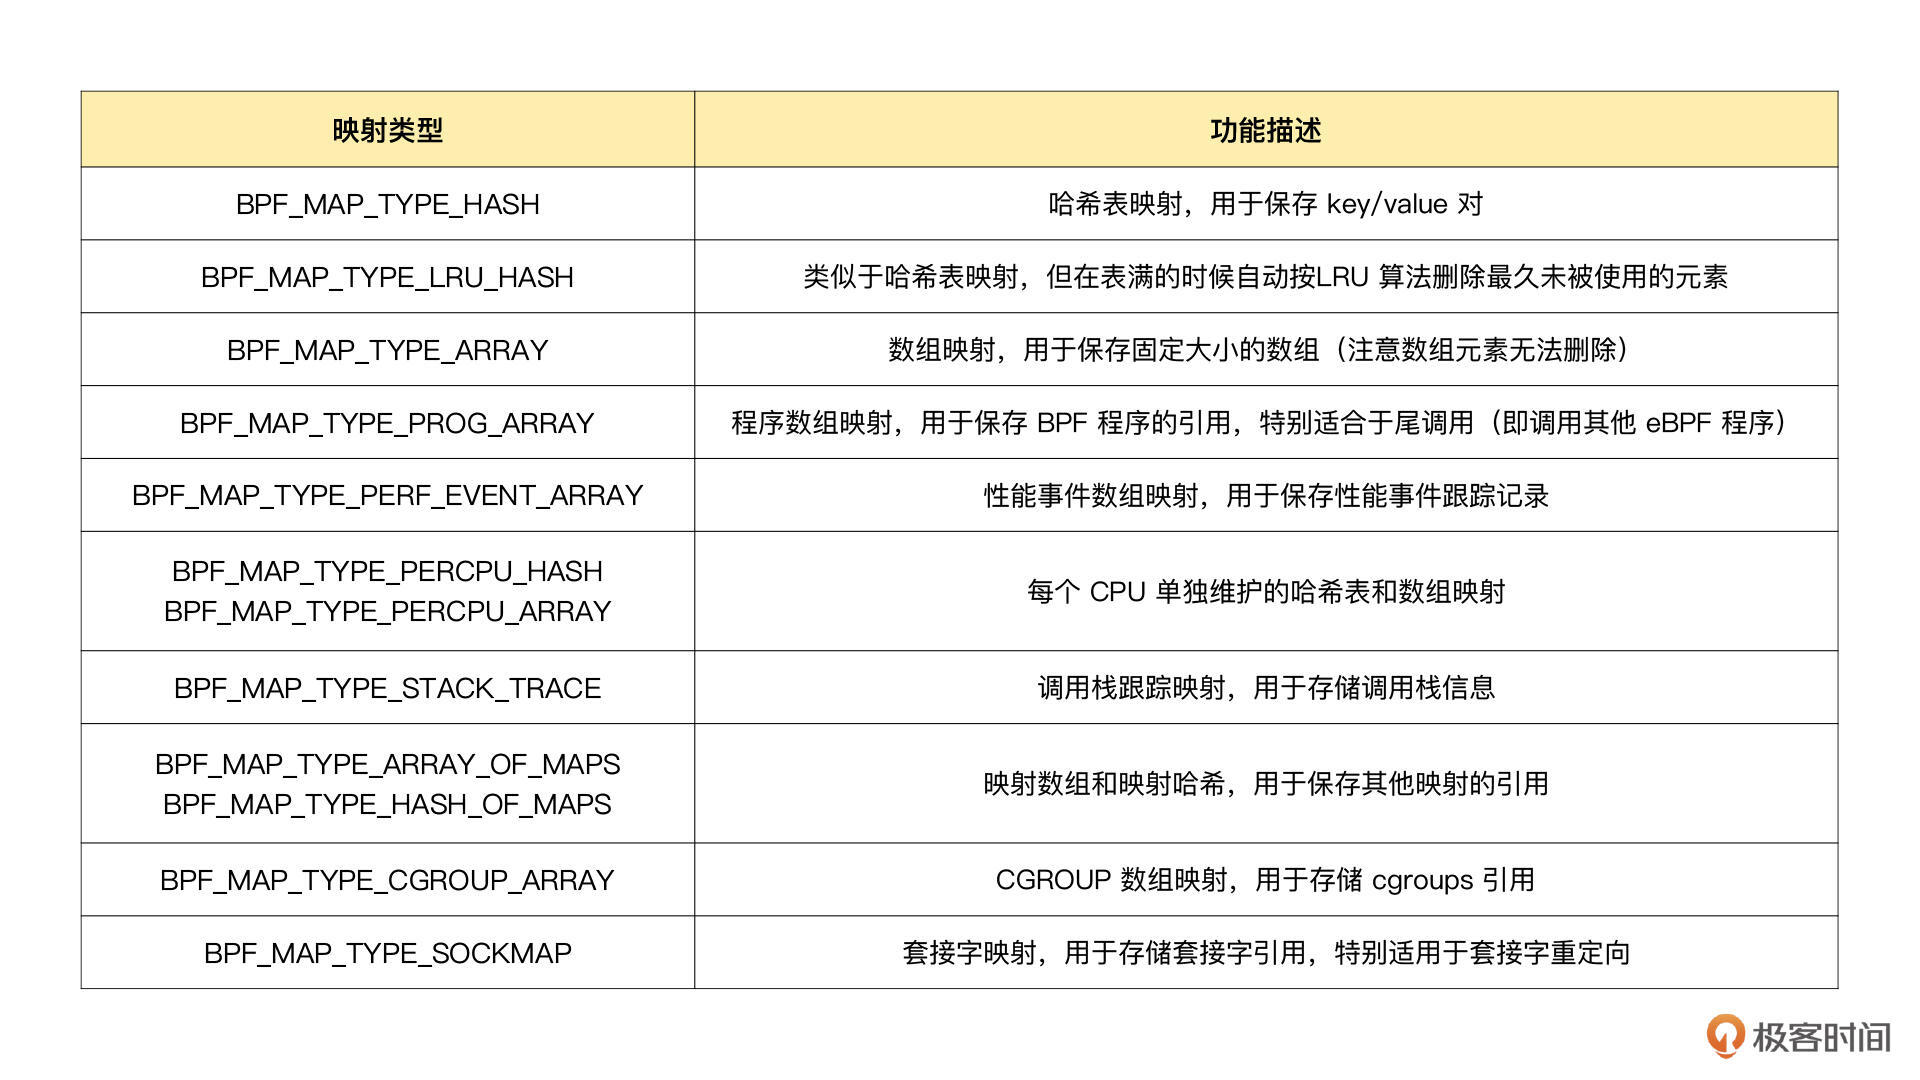 映射类型
功能描述
BPF_MAP_TYPE_HASH
哈希表映射，用于保存 key/value 对
BPF_MAP_TYPE_LRU_HASH
类似于哈希表映射，但在表满的时候自动按LRU 算法删除最久未被使用的元素
BPF_MAP_TYPE_ARRAY
数组映射，用于保存固定大小的数组（注意数组元素无法删除）
BPF_MAP_TYPE_PROG_ARRAY
程序数组映射，用于保存 BPF 程序的引用，特别适合于尾调用（即调用其他 eBPF 程序）
BPF_MAP_TYPE_PERF_EVENT_ARRAY
性能事件数组映射，用于保存性能事件跟踪记录
BPF_MAP_TYPE_PERCPU_HASH
BPF_MAP_TYPE_PERCPU_ARRAY
每个 CPU 单独维护的哈希表和数组映射
BPF_MAP_TYPE_STACK_TRACE
调用栈跟踪映射，用于存储调用栈信息
BPF_MAP_TYPE_ARRAY_OF_MAPS
BPF_MAP_TYPE_HASH_OF_MAPS
映射数组和映射哈希，用于保存其他映射的引用
BPF_MAP_TYPE_CGROUP_ARRAY
CGROUP 数组映射，用于存储 cgroups 引用
BPF_MAP_TYPE_SOCKMAP
套接字映射，用于存储套接字引用，特别适用于套接字重定向
极客时间